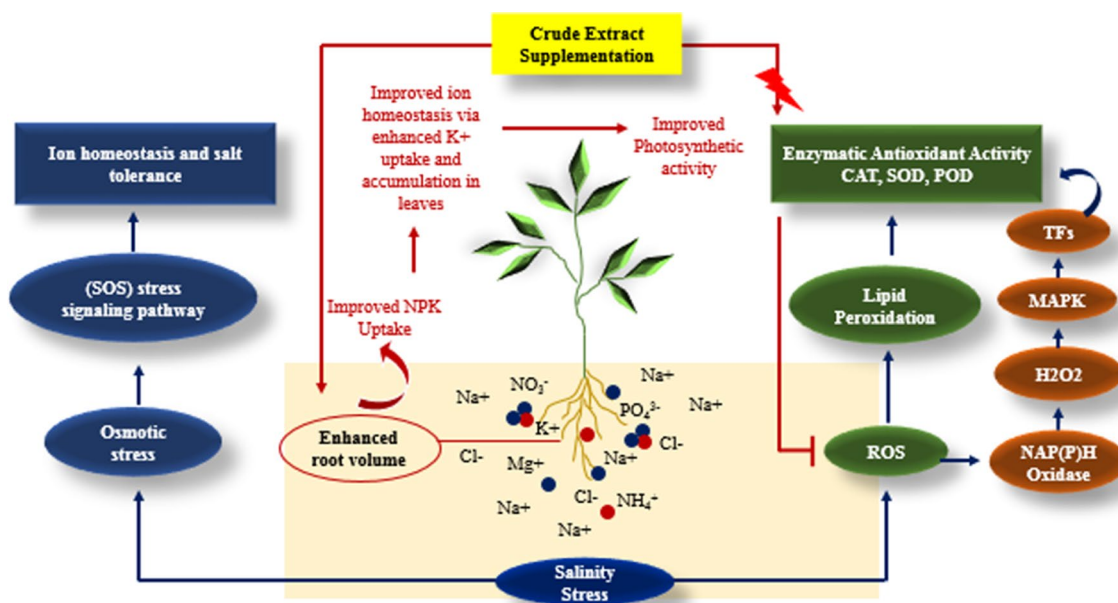 Crude Extract
Supplementation
Improved ion
homeostasis via
enhanced K+
uptake and
accumulation in
leaves
Improved
Photosynthetic
activity
Ion homeostasis and salt
tolerance
Enzymatic Antioxidant Activity
CAT, SOD, POD
TFs
(SOS) stress
signaling pathway
Improved NPK
Uptake
Lipid
Peroxidation
MAPK
H2O2
Osmotic
stress
Enhanced
root volume
ROS
NAP(P)H
Oxidase
Na+
NO₃⁻
K+
Cl-
Mg+
Na+
Na+
PO₄³⁻
Na+
Cl-
Na+
Cl-
NH₄⁺
Na+
Salinity
Stress